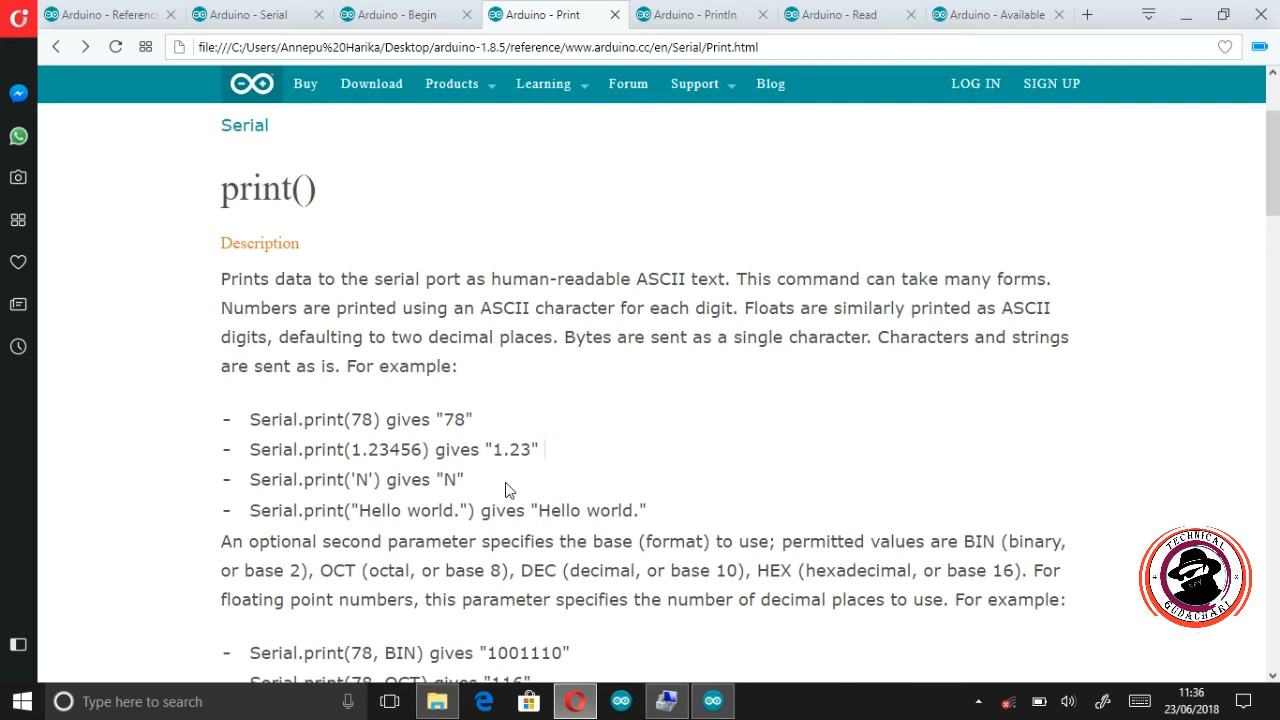 Arduino - Reference
Arduino - Serial
Arduino - Begin
Arduino - Print
Arduino - Println
Arduino - Read
Arduino - Available
file:///C:/Users/Annepu%20Harika/Desktop/arduino-1.8.5/reference/www.arduino.cc/en/Serial/Print.html
Buy Download Products Learning Forum Support Blog LOG IN SIGN UP
Serial
print()
Description
Prints data to the serial port as human-readable ASCII text. This command can take many forms.
Numbers are printed using an ASCII character for each digit. Floats are similarly printed as ASCII
digits, defaulting to two decimal places. Bytes are sent as a single character. Characters and strings
are sent as is. For example:
- Serial.print(78) gives "78"
- Serial.print(1.23456) gives "1.23"
- Serial.print('N') gives "N"
- Serial.print("Hello world.") gives "Hello world."
An optional second parameter specifies the base (format) to use; permitted values are BIN (binary,
or base 2), OCT (octal, or base 8), DEC (decimal, or base 10), HEX (hexadecimal, or base 16). For
floating point numbers, this parameter specifies the number of decimal places to use. For example:
- Serial.print(78, BIN) gives "1001110"
- Serial.print(78, OCT) gives "116"
TECHNICAL
SPY
GUDACHARI
Type here to search
11:36
23/06/2018